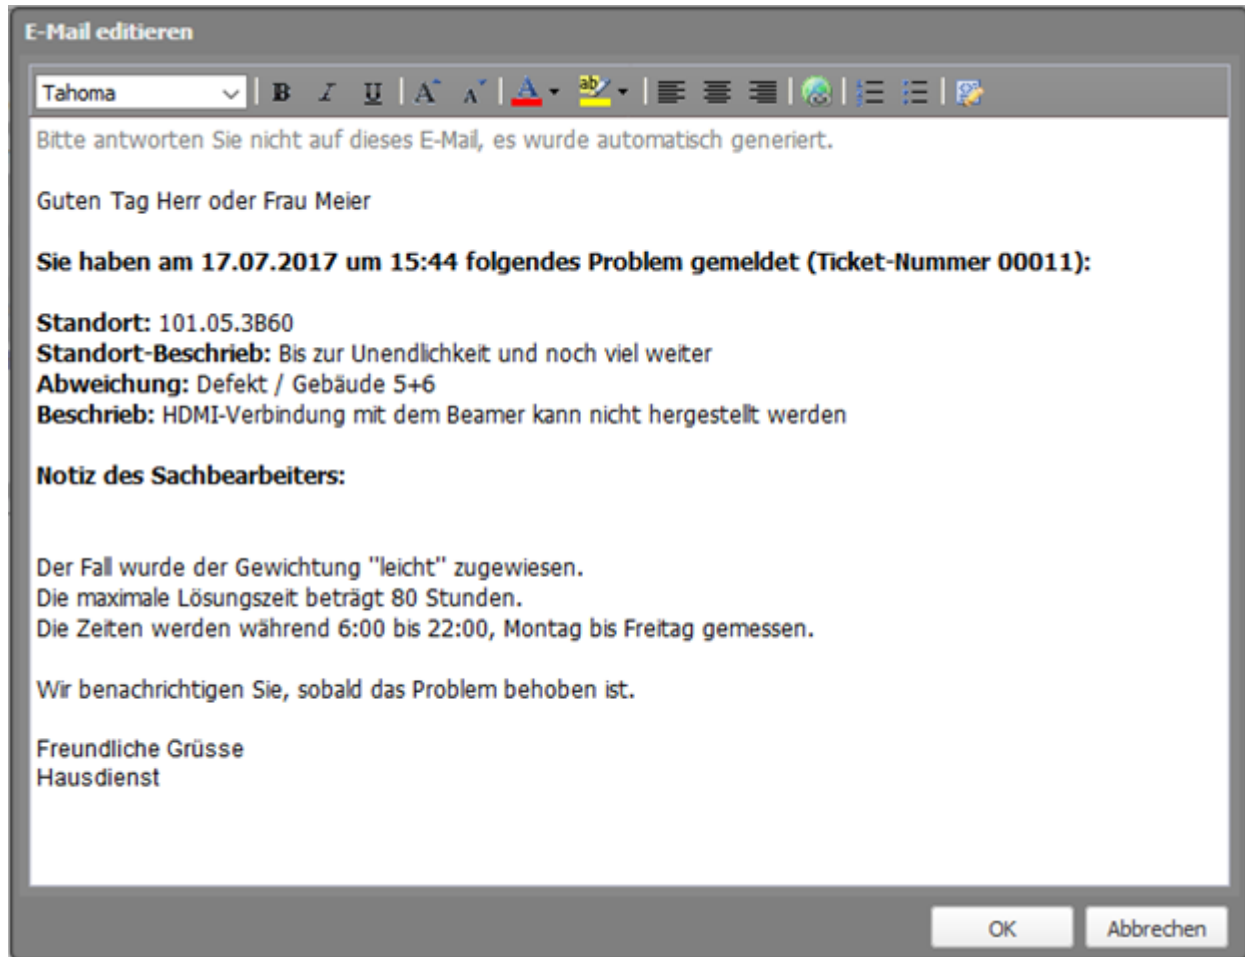 E-Mail editieren
Tahoma B I U A A A ab
Bitte antworten Sie nicht auf dieses E-Mail, es wurde automatisch generiert.
Guten Tag Herr oder Frau Meier
Sie haben am 17.07.2017 um 15:44 folgendes Problem gemeldet (Ticket-Nummer 00011):
Standort: 101.05.3B60
Standort-Beschrieb: Bis zur Unendlichkeit und noch viel weiter
Abweichung: Defekt / Gebäude 5+6
Beschrieb: HDMI-Verbindung mit dem Beamer kann nicht hergestellt werden
Notiz des Sachbearbeiters:
Der Fall wurde der Gewichtung "leicht" zugewiesen.
Die maximale Lösungszeit beträgt 80 Stunden.
Die Zeiten werden während 6:00 bis 22:00, Montag bis Freitag gemessen.
Wir benachrichtigen Sie, sobald das Problem behoben ist.
Freundliche Grüsse
Hausdienst
OK Abbrechen